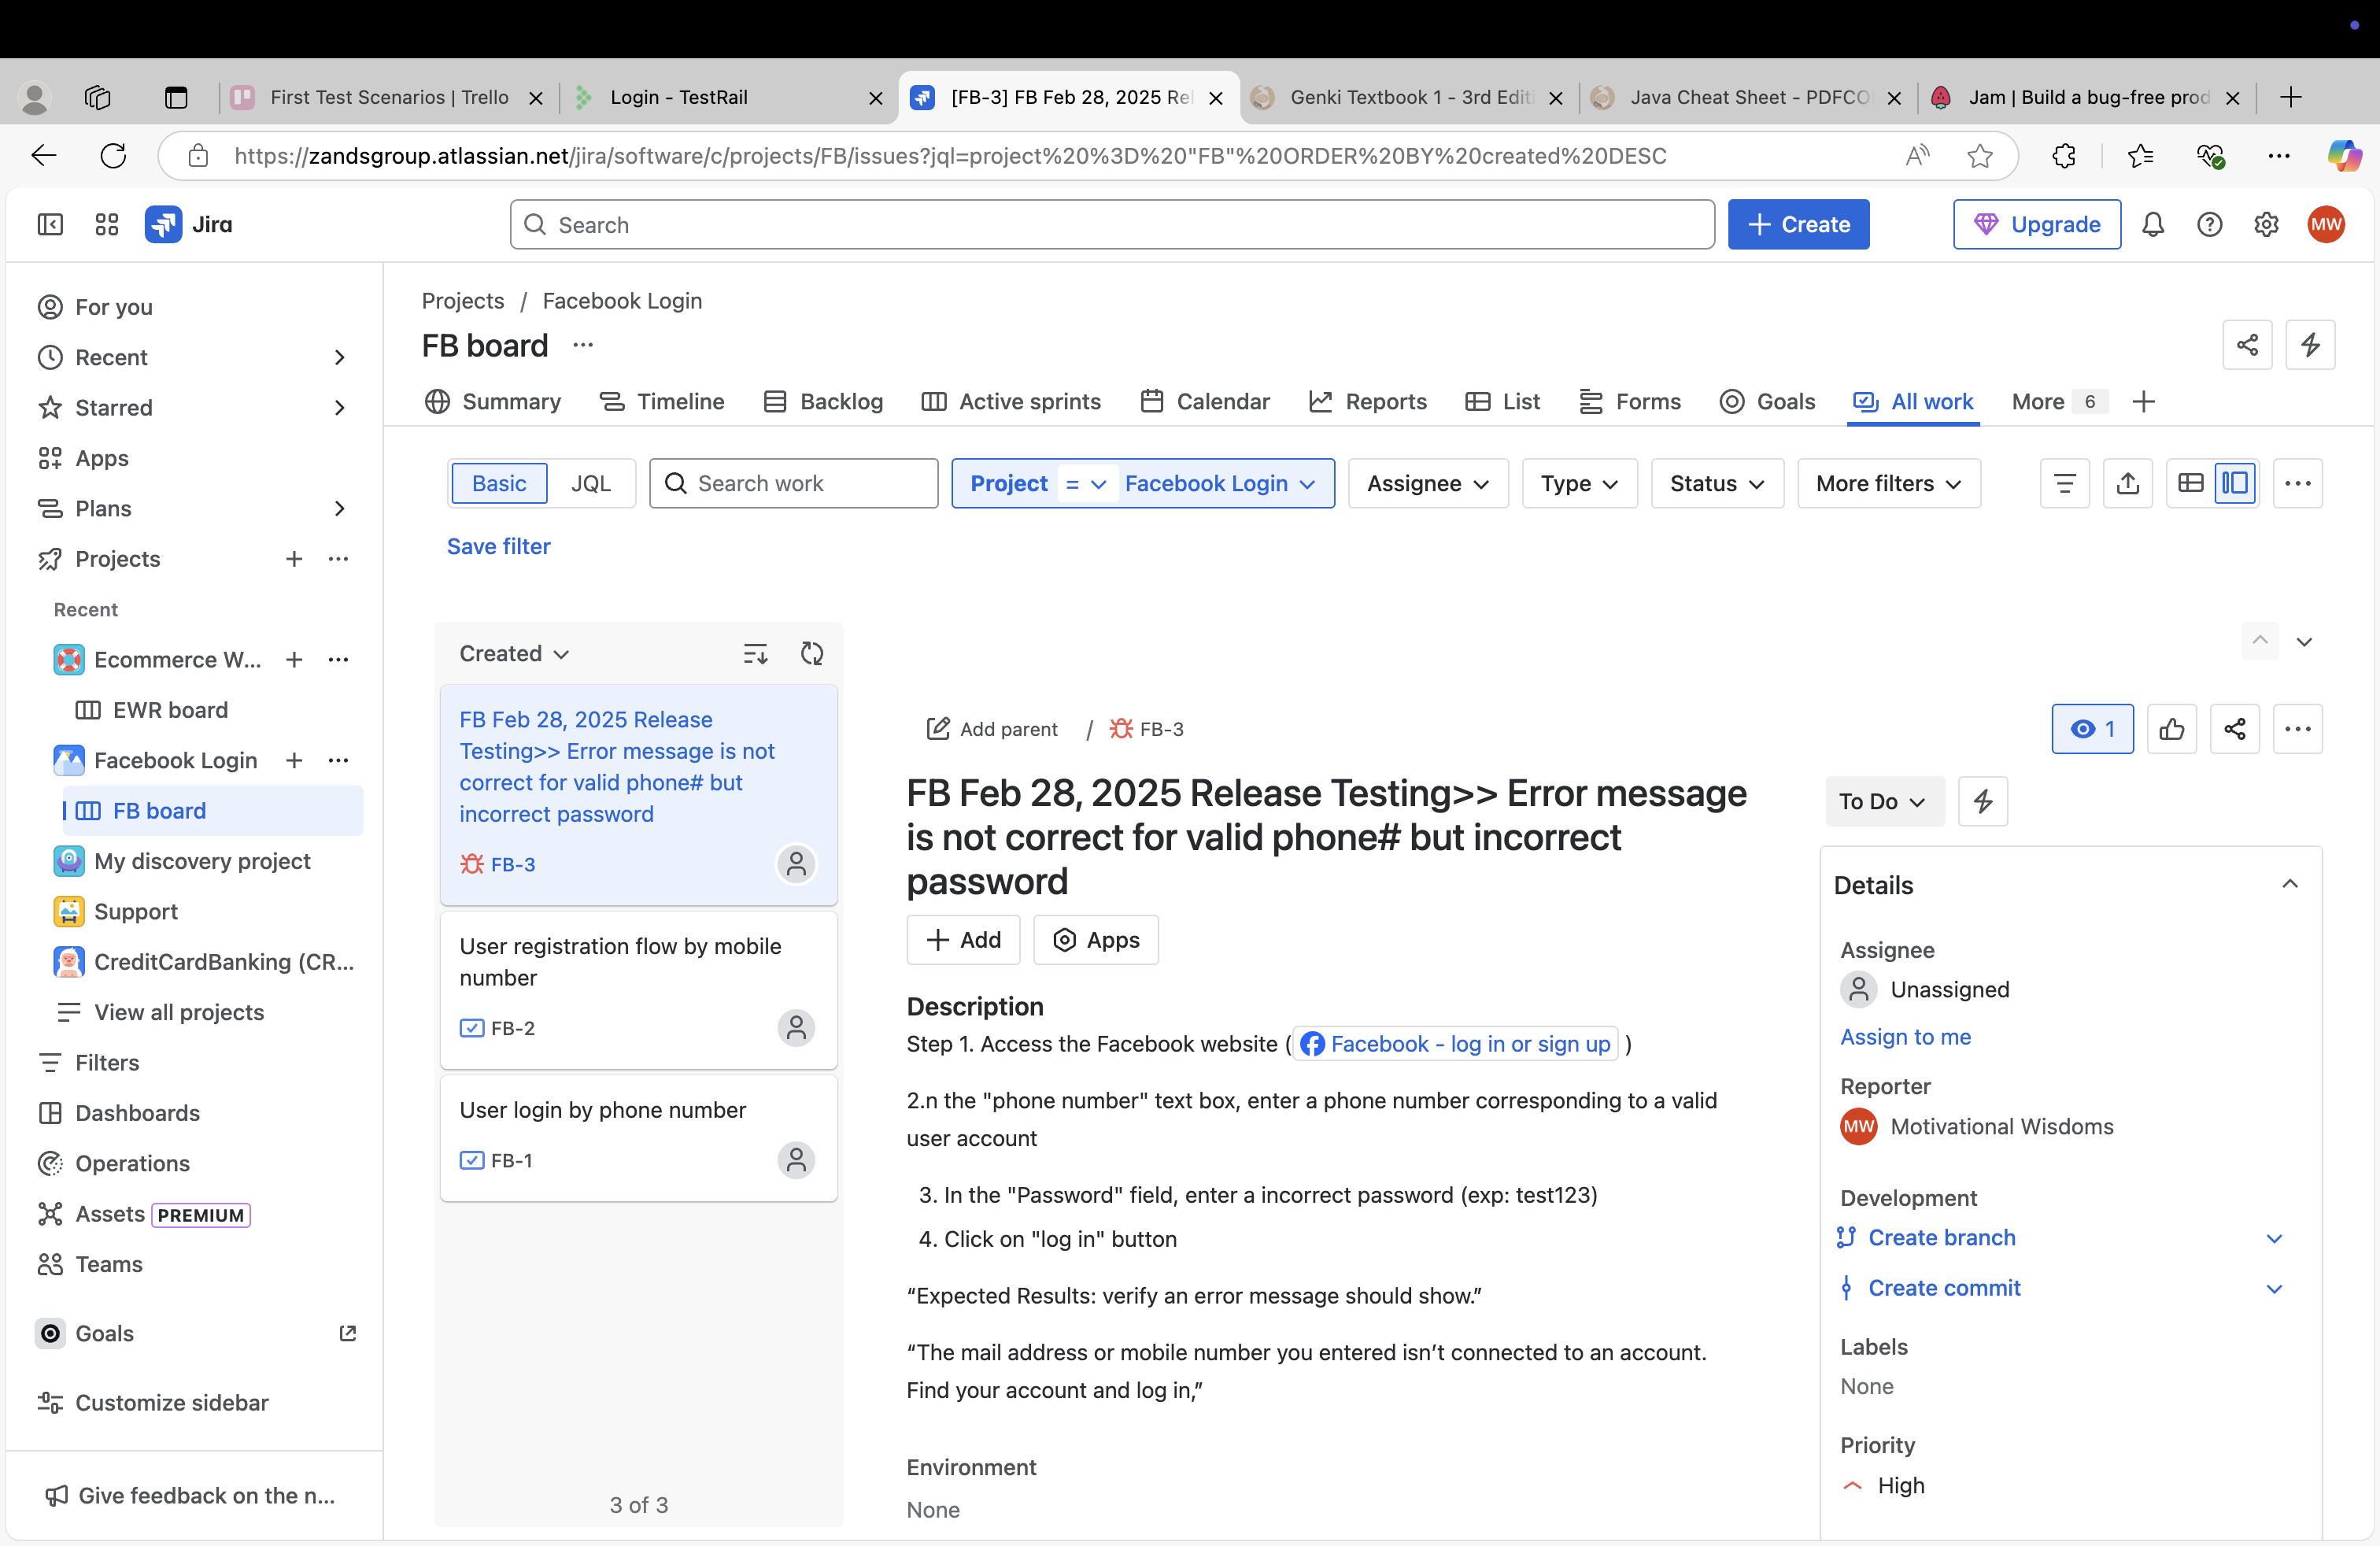 First Test Scenarios | Trello
Login - TestRail
[FB-3] FB Feb 28, 2025 Rel
Genki Textbook 1 - 3rd Editi
Java Cheat Sheet - PDFCO
Jam | Build a bug-free prod
https://zandsgroup.atlassian.net/jira/software/c/projects/FB/issues?jql=project%20%3D%20"FB"%20ORDER%20BY%20created%20DESC
Jira
Search
Create
Upgrade
MW
For you
Recent
Starred
Apps
Plans
Projects
Recent
Ecommerce W...
EWR board
Facebook Login
FB board
My discovery project
Support
CreditCardBanking (CR...
View all projects
Filters
Dashboards
Operations
Assets PREMIUM
Teams
Goals
Customize sidebar
Give feedback on the n...
Projects / Facebook Login
FB board
Summary
Timeline
Backlog
Active sprints
Calendar
Reports
List
Forms
Goals
All work
More 6
Basic
JQL
Search work
Project = Facebook Login
Assignee
Type
Status
More filters
Save filter
Created
FB Feb 28, 2025 Release
Testing>> Error message is not
correct for valid phone# but
incorrect password
FB-3
User registration flow by mobile
number
FB-2
User login by phone number
FB-1
3 of 3
Add parent / FB-3
1
FB Feb 28, 2025 Release Testing>> Error message
is not correct for valid phone# but incorrect
password
Add
Apps
Description
Step 1. Access the Facebook website ( Facebook - log in or sign up )
2.n the "phone number" text box, enter a phone number corresponding to a valid
user account
3. In the "Password" field, enter a incorrect password (exp: test123)
4. Click on "log in" button
“Expected Results: verify an error message should show.”
“The mail address or mobile number you entered isn’t connected to an account.
Find your account and log in,”
Environment
None
To Do
Details
Assignee
Unassigned
Assign to me
Reporter
MW Motivational Wisdoms
Development
Create branch
Create commit
Labels
None
Priority
High